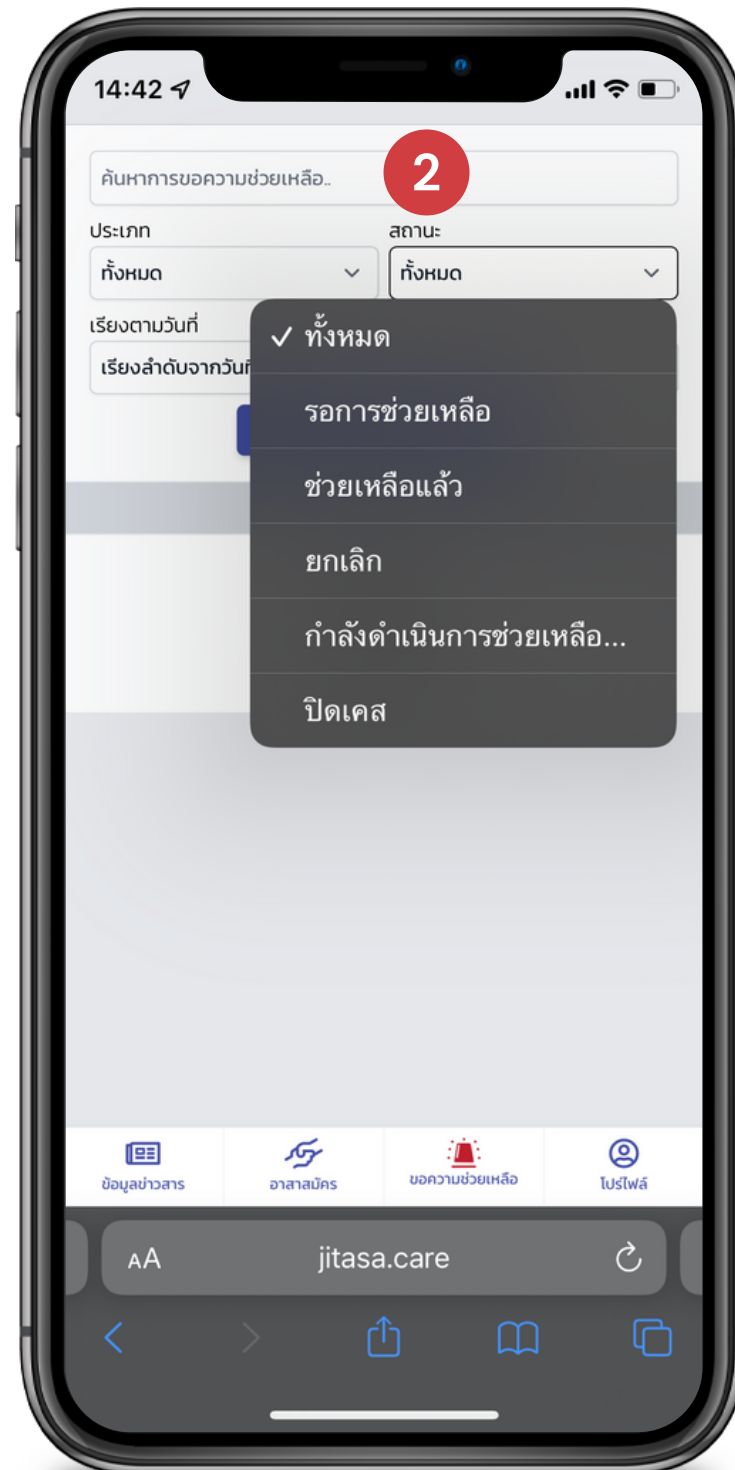 14:42
ค้นหาการขอความช่วยเหลือ..
2
ประเภท
สถานะ
ทั้งหมด
ทั้งหมด
เรียงตามวันที่
เรียงลำดับจากวันที่
✓ ทั้งหมด
รอการช่วยเหลือ
ช่วยเหลือแล้ว
ยกเลิก
กำลังดำเนินการช่วยเหลือ...
ปิดเคส
ข้อมูลข่าวสาร
อาสาสมัคร
ขอความช่วยเหลือ
โปรไฟล์
AA
jitasa.care